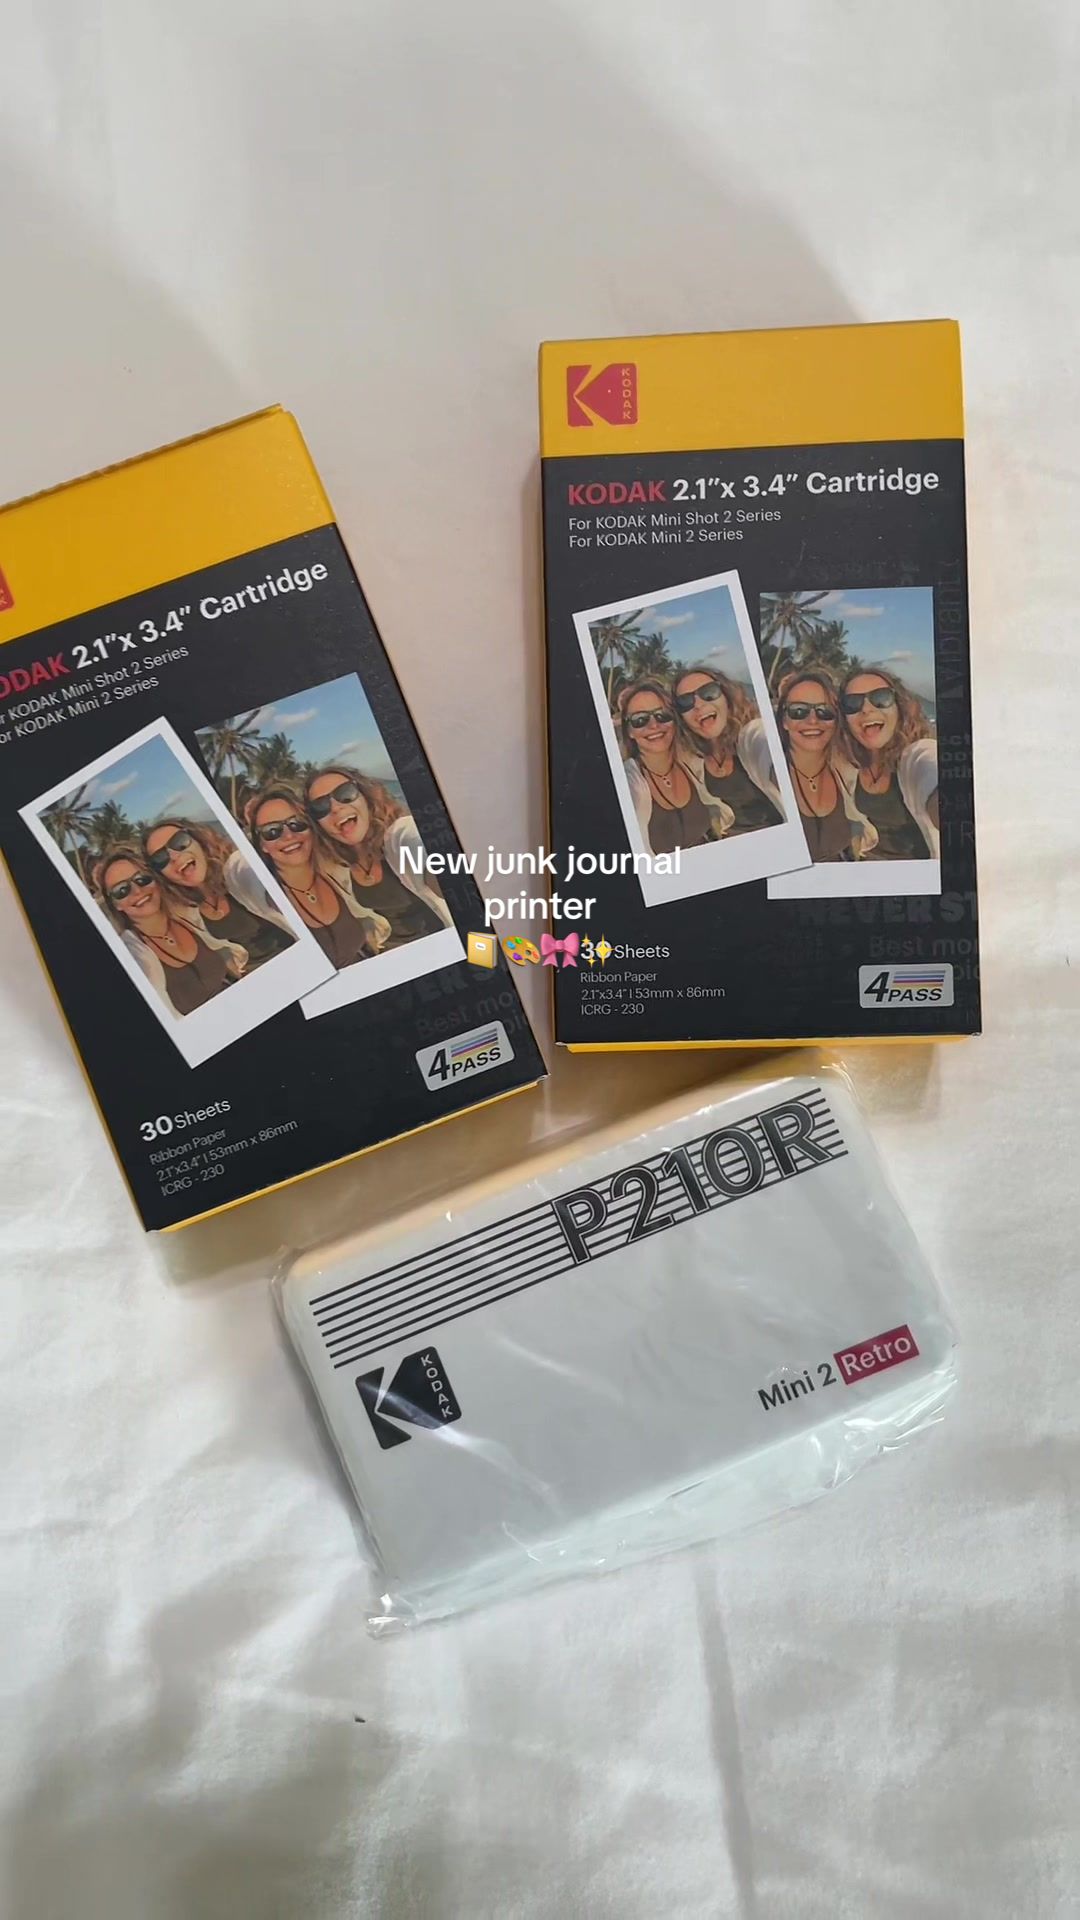 KODAK
KODAK 2.1"x 3.4" Cartridge
For KODAK Mini Shot 2 Series
For KODAK Mini 2 Series
30 Sheets
Ribbon Paper
2.1"x3.4" | 53mm x 86mm
ICRG - 230
4PASS
2.1"x 3.4" Cartridge
KODAK Mini Shot 2 Series
KODAK Mini 2 Series
30 Sheets
Ribbon Paper
2.1"x3.4" | 53mm x 86mm
ICRG - 230
4PASS
New junk journal
printer
📔🎨🎀✨
P210R
KODAK
Mini 2 Retro